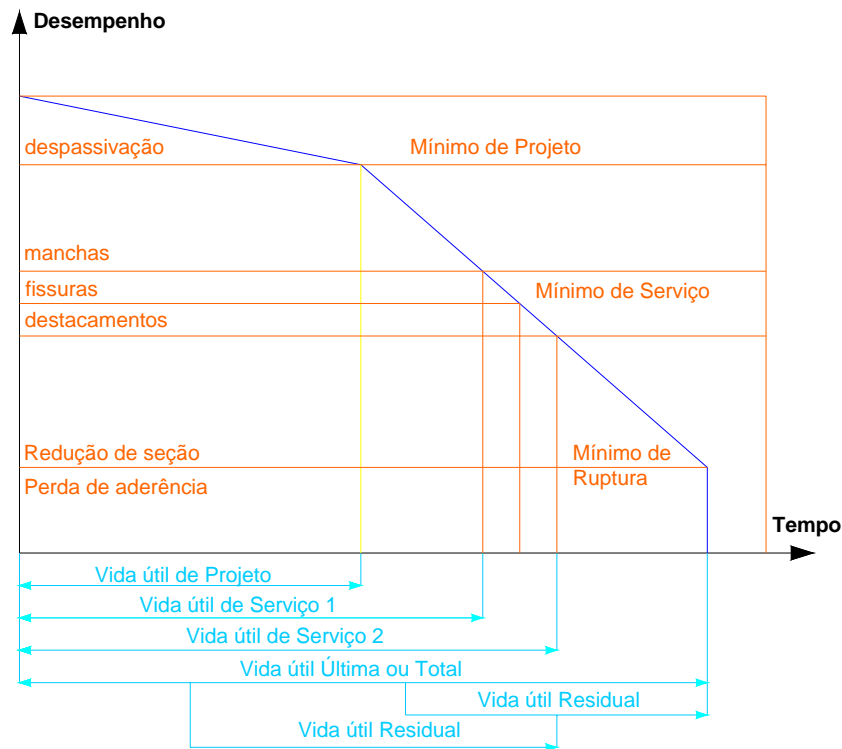 Desempenho
despassivação
Mínimo de Projeto
manchas
fissuras
Mínimo de Serviço
destacamentos
Redução de seção
Mínimo de
Ruptura
Perda de aderência
Tempo
Vida útil de Projeto
Vida útil de Serviço 1
Vida útil de Serviço 2
Vida útil Última ou Total
Vida útil Residual
Vida útil Residual